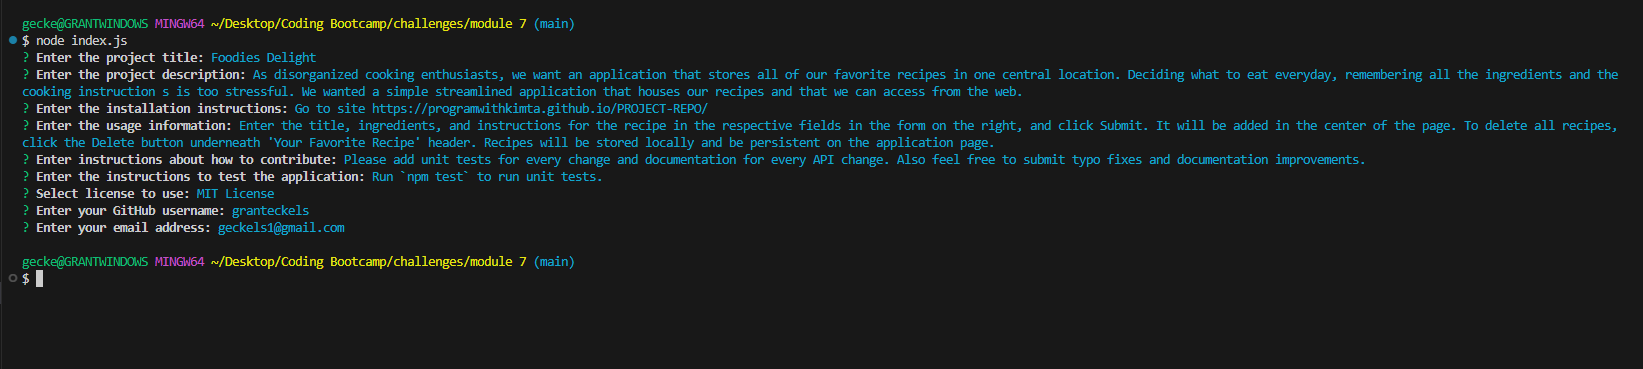 gecke@GRANTWINDOWS MINGW64 ~/Desktop/Coding Bootcamp/challenges/module 7 (main)
$ node index.js
? Enter the project title: Foodies Delight
? Enter the project description: As disorganized cooking enthusiasts, we want an application that stores all of our favorite recipes in one central location. Deciding what to eat everyday, remembering all the ingredients and the
cooking instruction s is too stressful. We wanted a simple streamlined application that houses our recipes and that we can access from the web.
? Enter the installation instructions: Go to site https://programwithkimta.github.io/PROJECT-REPO/
? Enter the usage information: Enter the title, ingredients, and instructions for the recipe in the respective fields in the form on the right, and click Submit. It will be added in the center of the page. To delete all recipes,
click the Delete button underneath 'Your Favorite Recipe' header. Recipes will be stored locally and be persistent on the application page.
? Enter instructions about how to contribute: Please add unit tests for every change and documentation for every API change. Also feel free to submit typo fixes and documentation improvements.
? Enter the instructions to test the application: Run `npm test` to run unit tests.
? Select license to use: MIT License
? Enter your GitHub username: granteckels
? Enter your email address: geckels1@gmail.com
gecke@GRANTWINDOWS MINGW64 ~/Desktop/Coding Bootcamp/challenges/module 7 (main)
$